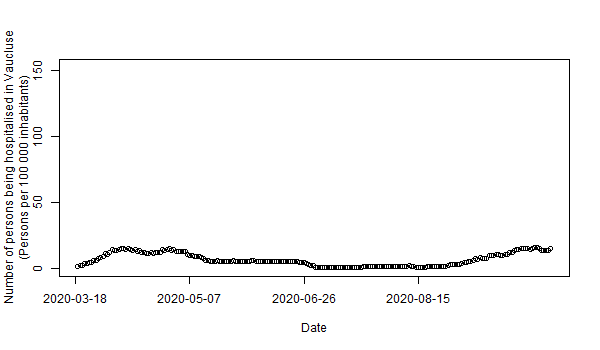 Number of persons being hospitalised in Vaucluse
(Persons per 100 000 inhabitants)
150
100
50
0
2020-03-18 2020-05-07 2020-06-26 2020-08-15
Date